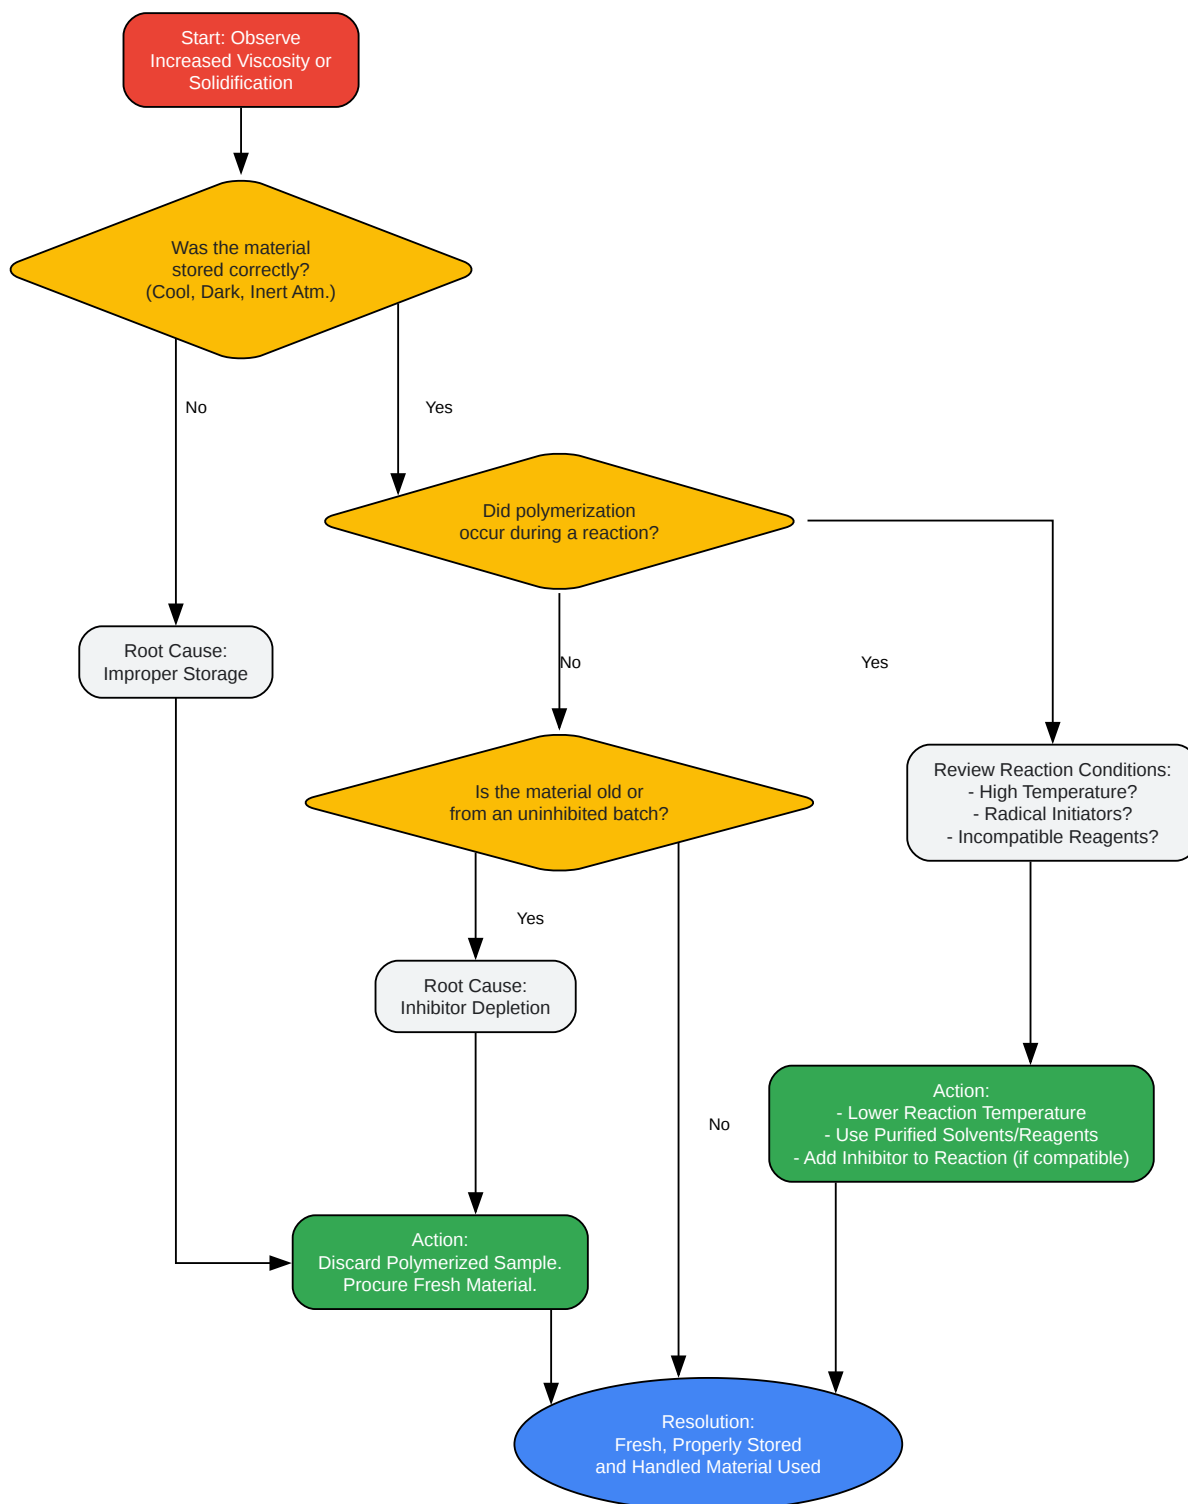 Start: Observe
Increased Viscosity or
Solidification
Was the material
stored correctly?
(Cool, Dark, Inert Atm.)
No
Yes
Did polymerization
occur during a reaction?
No
Yes
Root Cause:
Improper Storage
Review Reaction Conditions:
- High Temperature?
- Radical Initiators?
- Incompatible Reagents?
Is the material old or
from an uninhibited batch?
Yes
No
Root Cause:
Inhibitor Depletion
Action:
- Lower Reaction Temperature
- Use Purified Solvents/Reagents
- Add Inhibitor to Reaction (if compatible)
Action:
Discard Polymerized Sample.
Procure Fresh Material.
Resolution:
Fresh, Properly Stored
and Handled Material Used